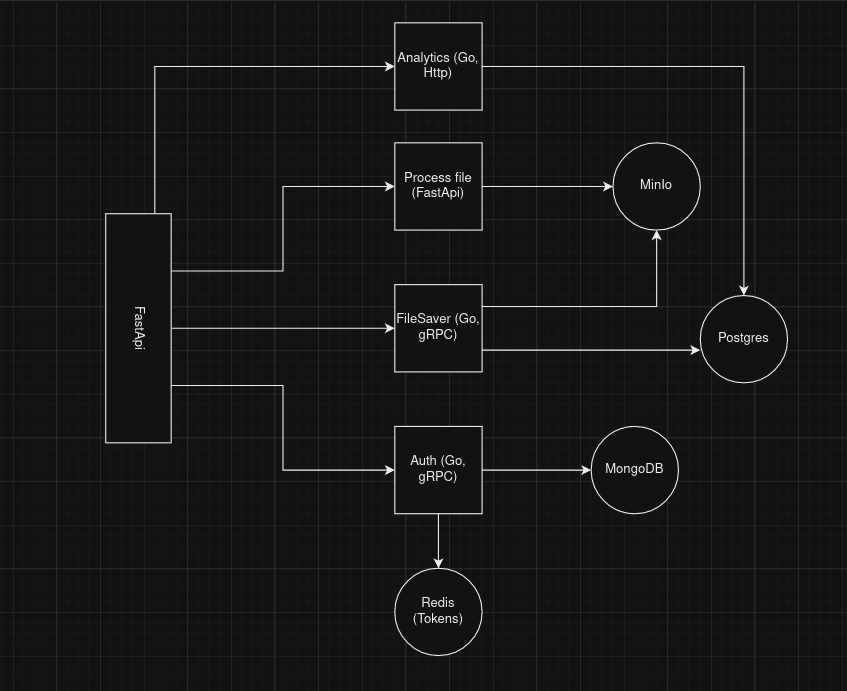 Analytics (Go,
Http)
Process file
(FastApi)
MinIo
FastApi
FileSaver (Go,
gRPC)
Postgres
Auth (Go,
gRPC)
MongoDB
Redis
(Tokens)